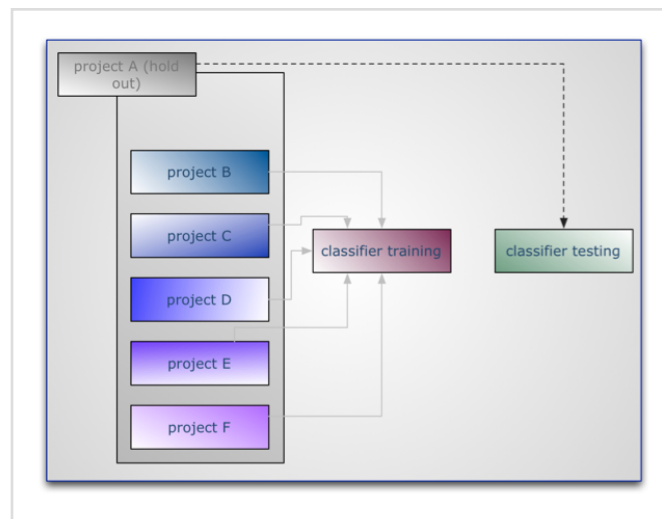 project A (hold
out)
project B
project C
classifier training
classifier testing
project D
project E
project F